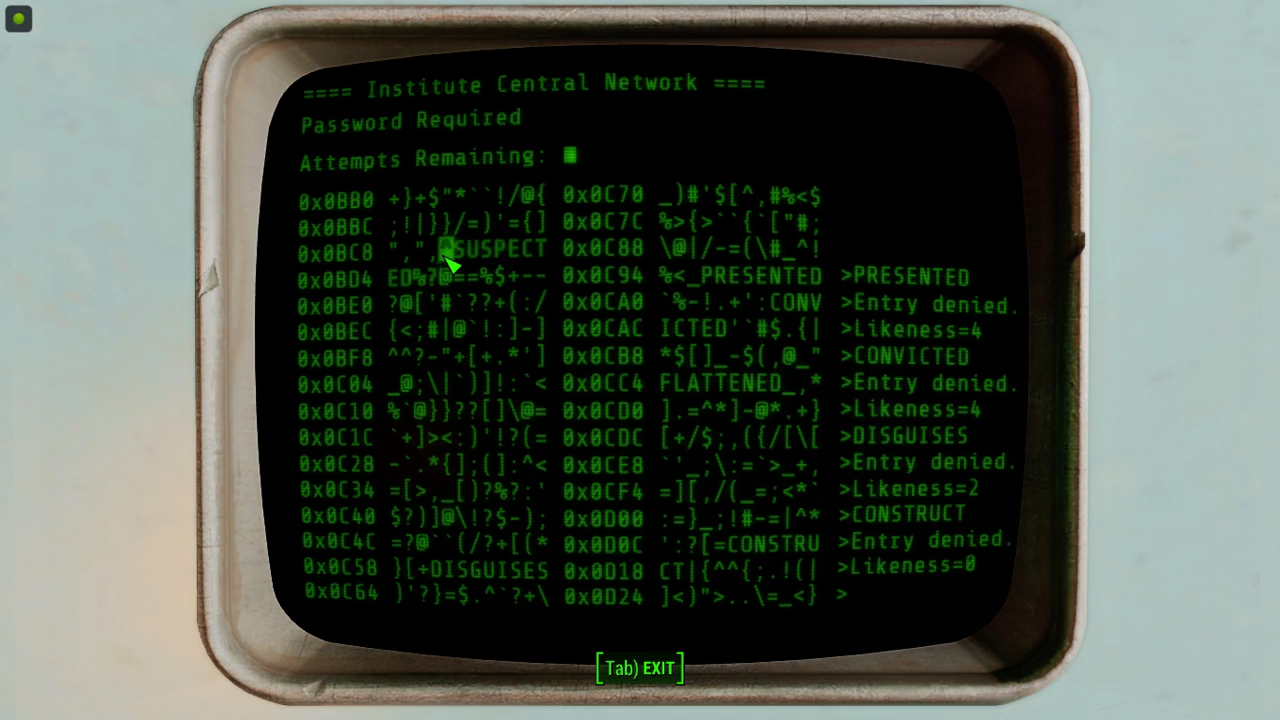 ==== Institute Central Network ====
Password Required
Attempts Remaining: ■
0x0BB0 +}+$"*``!/@{ 0x0C70 _)#'$[^,#%<$
0x0BBC ;!|}}/=)'={] 0x0C7C %>{>``{`["#;
0x0BC8 ",",@SUSPECT 0x0C88 \@|/-=(\#_^!
0x0BD4 ED%?@==%$+-- 0x0C94 %<_PRESENTED >PRESENTED
0x0BE0 ?@['#`??+(:/ 0x0CA0 `%-!.+':CONV >Entry denied.
0x0BEC {<;#|@`!:]-] 0x0CAC ICTED'`#$.{| >Likeness=4
0x0BF8 ^^?-"+[+.*'] 0x0CB8 *$[]_-$(,@_" >CONVICTED
0x0C04 _@;\|`)]!:`< 0x0CC4 FLATTENED_,* >Entry denied.
0x0C10 %`@}}??[]\@= 0x0CD0 ].=^*]-@*.+} >Likeness=4
0x0C1C `+]><:)'!?(= 0x0CDC [+/$;,({/[\[ >DISGUISES
0x0C28 -`.*{];(]:^< 0x0CE8 `'_;\:=`>_+, >Entry denied.
0x0C34 =[>,_[)?%?:' 0x0CF4 =][,/(_=;<*` >Likeness=2
0x0C40 $?)]@\!?$-); 0x0D00 :=}_;!#-=|^* >CONSTRUCT
0x0C4C =?@``(/?+[(* 0x0D0C ':?[=CONSTRU >Entry denied.
0x0C58 }[+DISGUISES 0x0D18 CT|{^^{;.!(| >Likeness=0
0x0C64 )'?}=$.^`?+\ 0x0D24 ]<)">..\=_<} >
[Tab) EXIT]